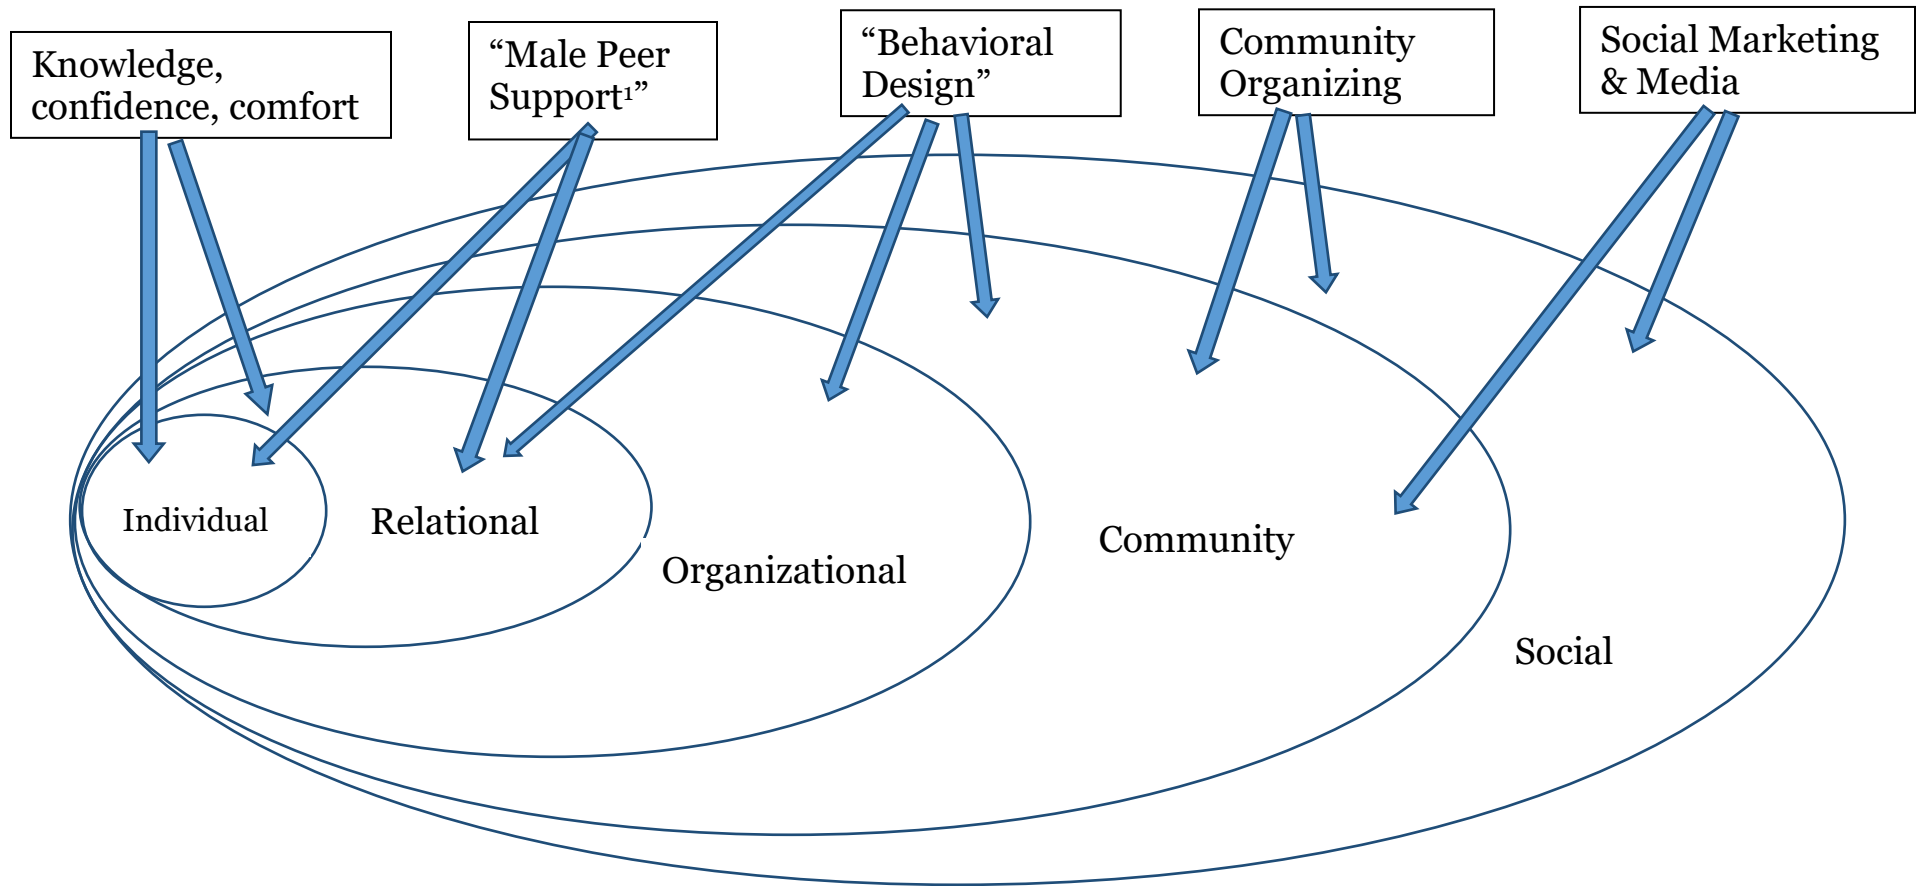 Knowledge,
confidence, comfort
“Male Peer
Support¹”
“Behavioral
Design”
Community
Organizing
Social Marketing
& Media
Individual
Relational
Organizational
Community
Social